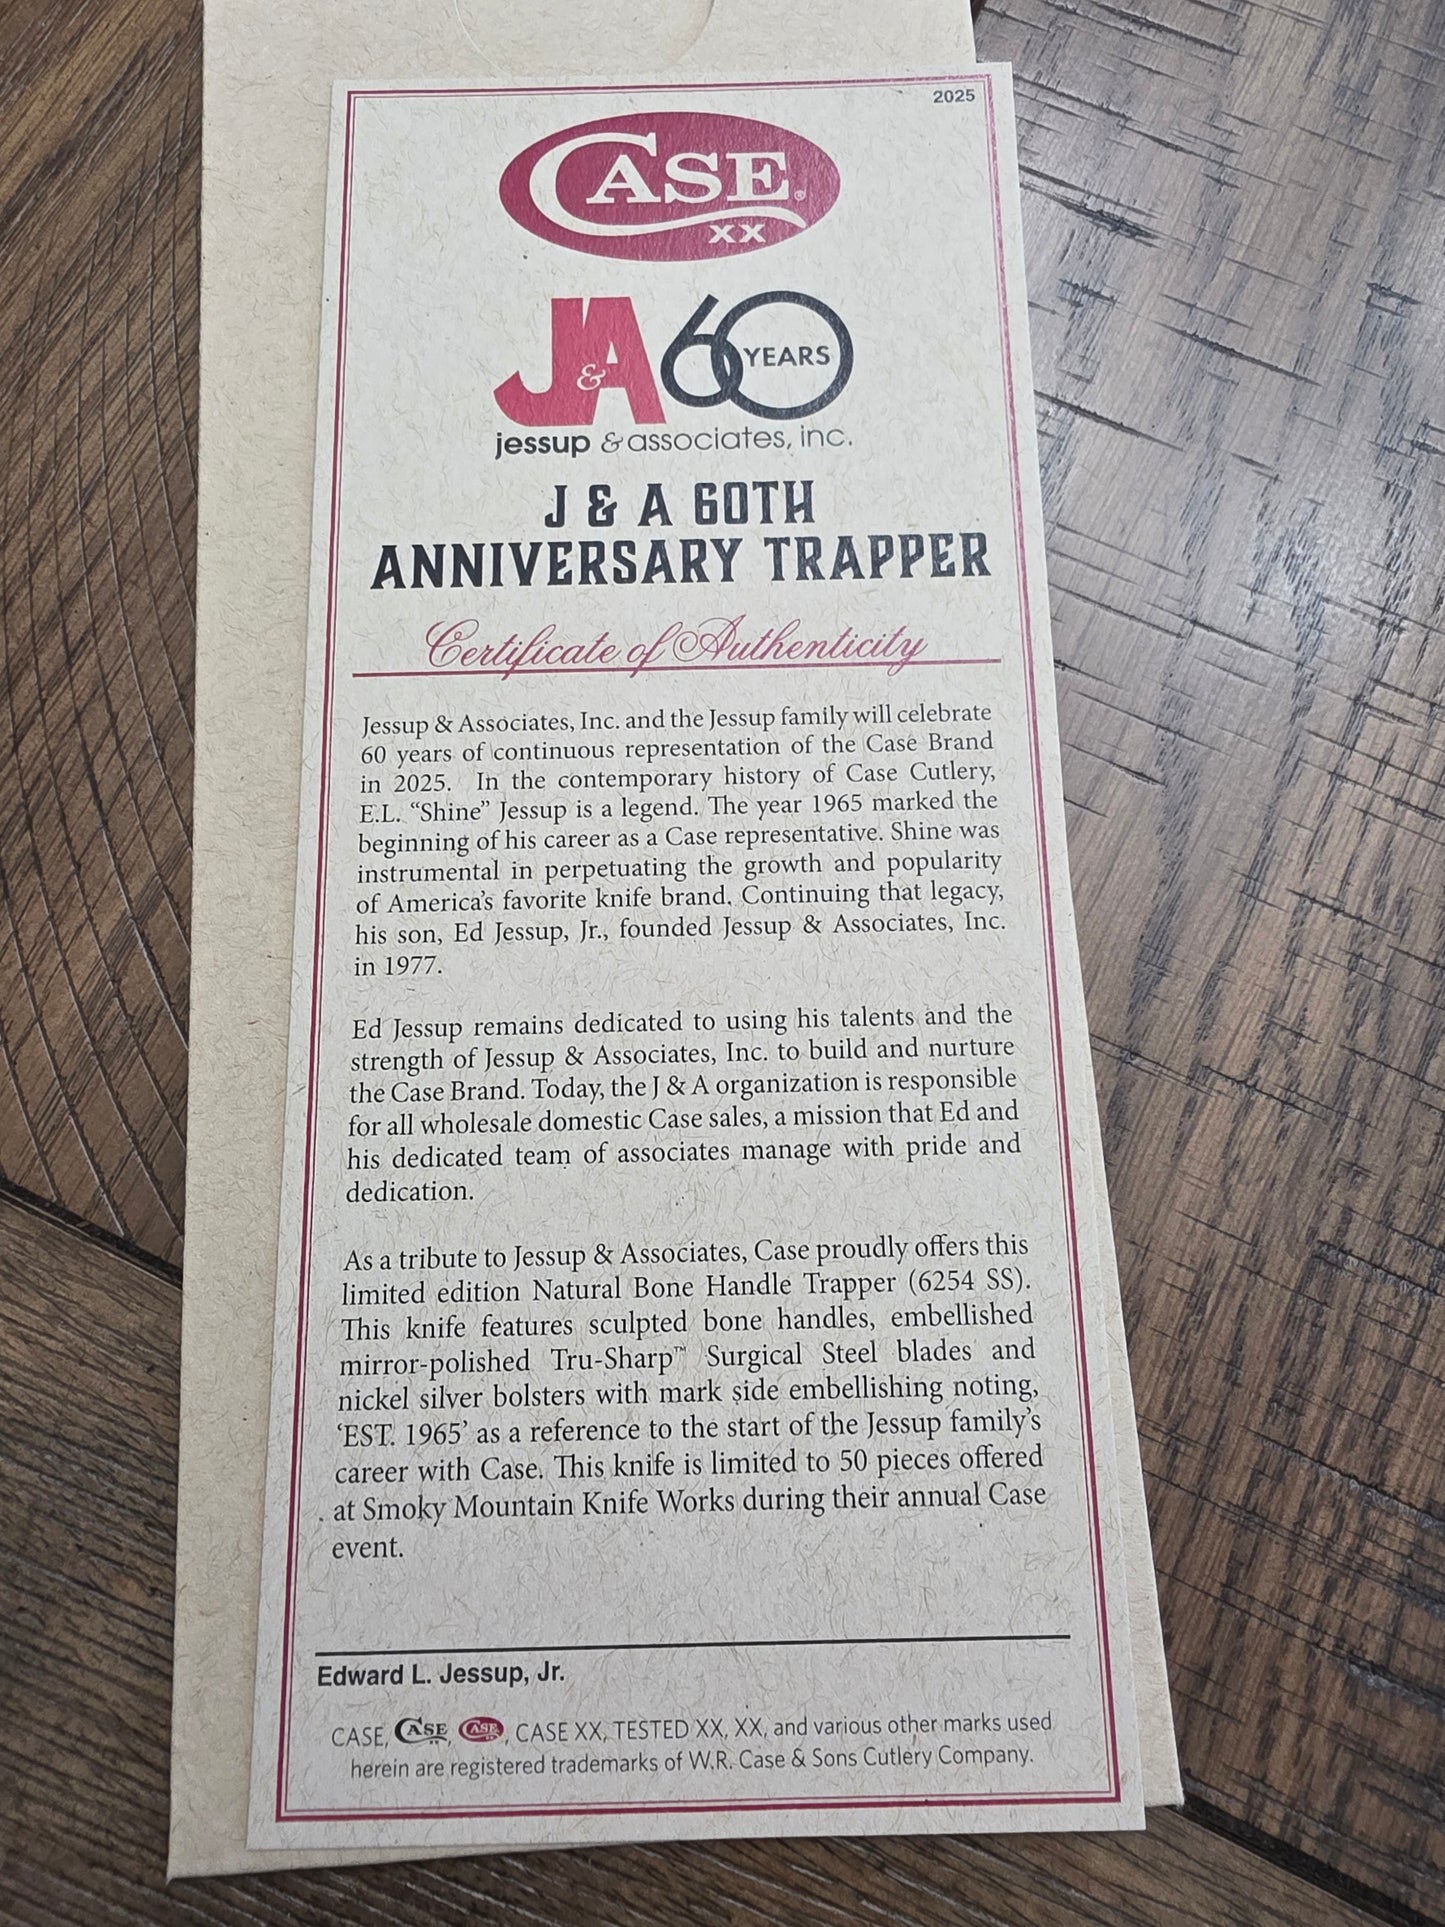 2025
CASE®
XX
J&A 60 YEARS
jessup & associates, inc.
J & A 60TH
ANNIVERSARY TRAPPER
Certificate of Authenticity
Jessup & Associates, Inc. and the Jessup family will celebrate
60 years of continuous representation of the Case Brand
in 2025. In the contemporary history of Case Cutlery,
E.L. “Shine” Jessup is a legend. The year 1965 marked the
beginning of his career as a Case representative. Shine was
instrumental in perpetuating the growth and popularity
of America’s favorite knife brand. Continuing that legacy,
his son, Ed Jessup, Jr., founded Jessup & Associates, Inc.
in 1977.
Ed Jessup remains dedicated to using his talents and the
strength of Jessup & Associates, Inc. to build and nurture
the Case Brand. Today, the J & A organization is responsible
for all wholesale domestic Case sales, a mission that Ed and
his dedicated team of associates manage with pride and
dedication.
As a tribute to Jessup & Associates, Case proudly offers this
limited edition Natural Bone Handle Trapper (6254 SS).
This knife features sculpted bone handles, embellished
mirror-polished Tru-Sharp™ Surgical Steel blades and
nickel silver bolsters with mark side embellishing noting,
‘EST. 1965’ as a reference to the start of the Jessup family’s
career with Case. This knife is limited to 50 pieces offered
at Smoky Mountain Knife Works during their annual Case
event.
Edward L. Jessup, Jr.
CASE, CASE XX, CASE, CASE XX, TESTED XX, XX, and various other marks used
herein are registered trademarks of W.R. Case & Sons Cutlery Company.